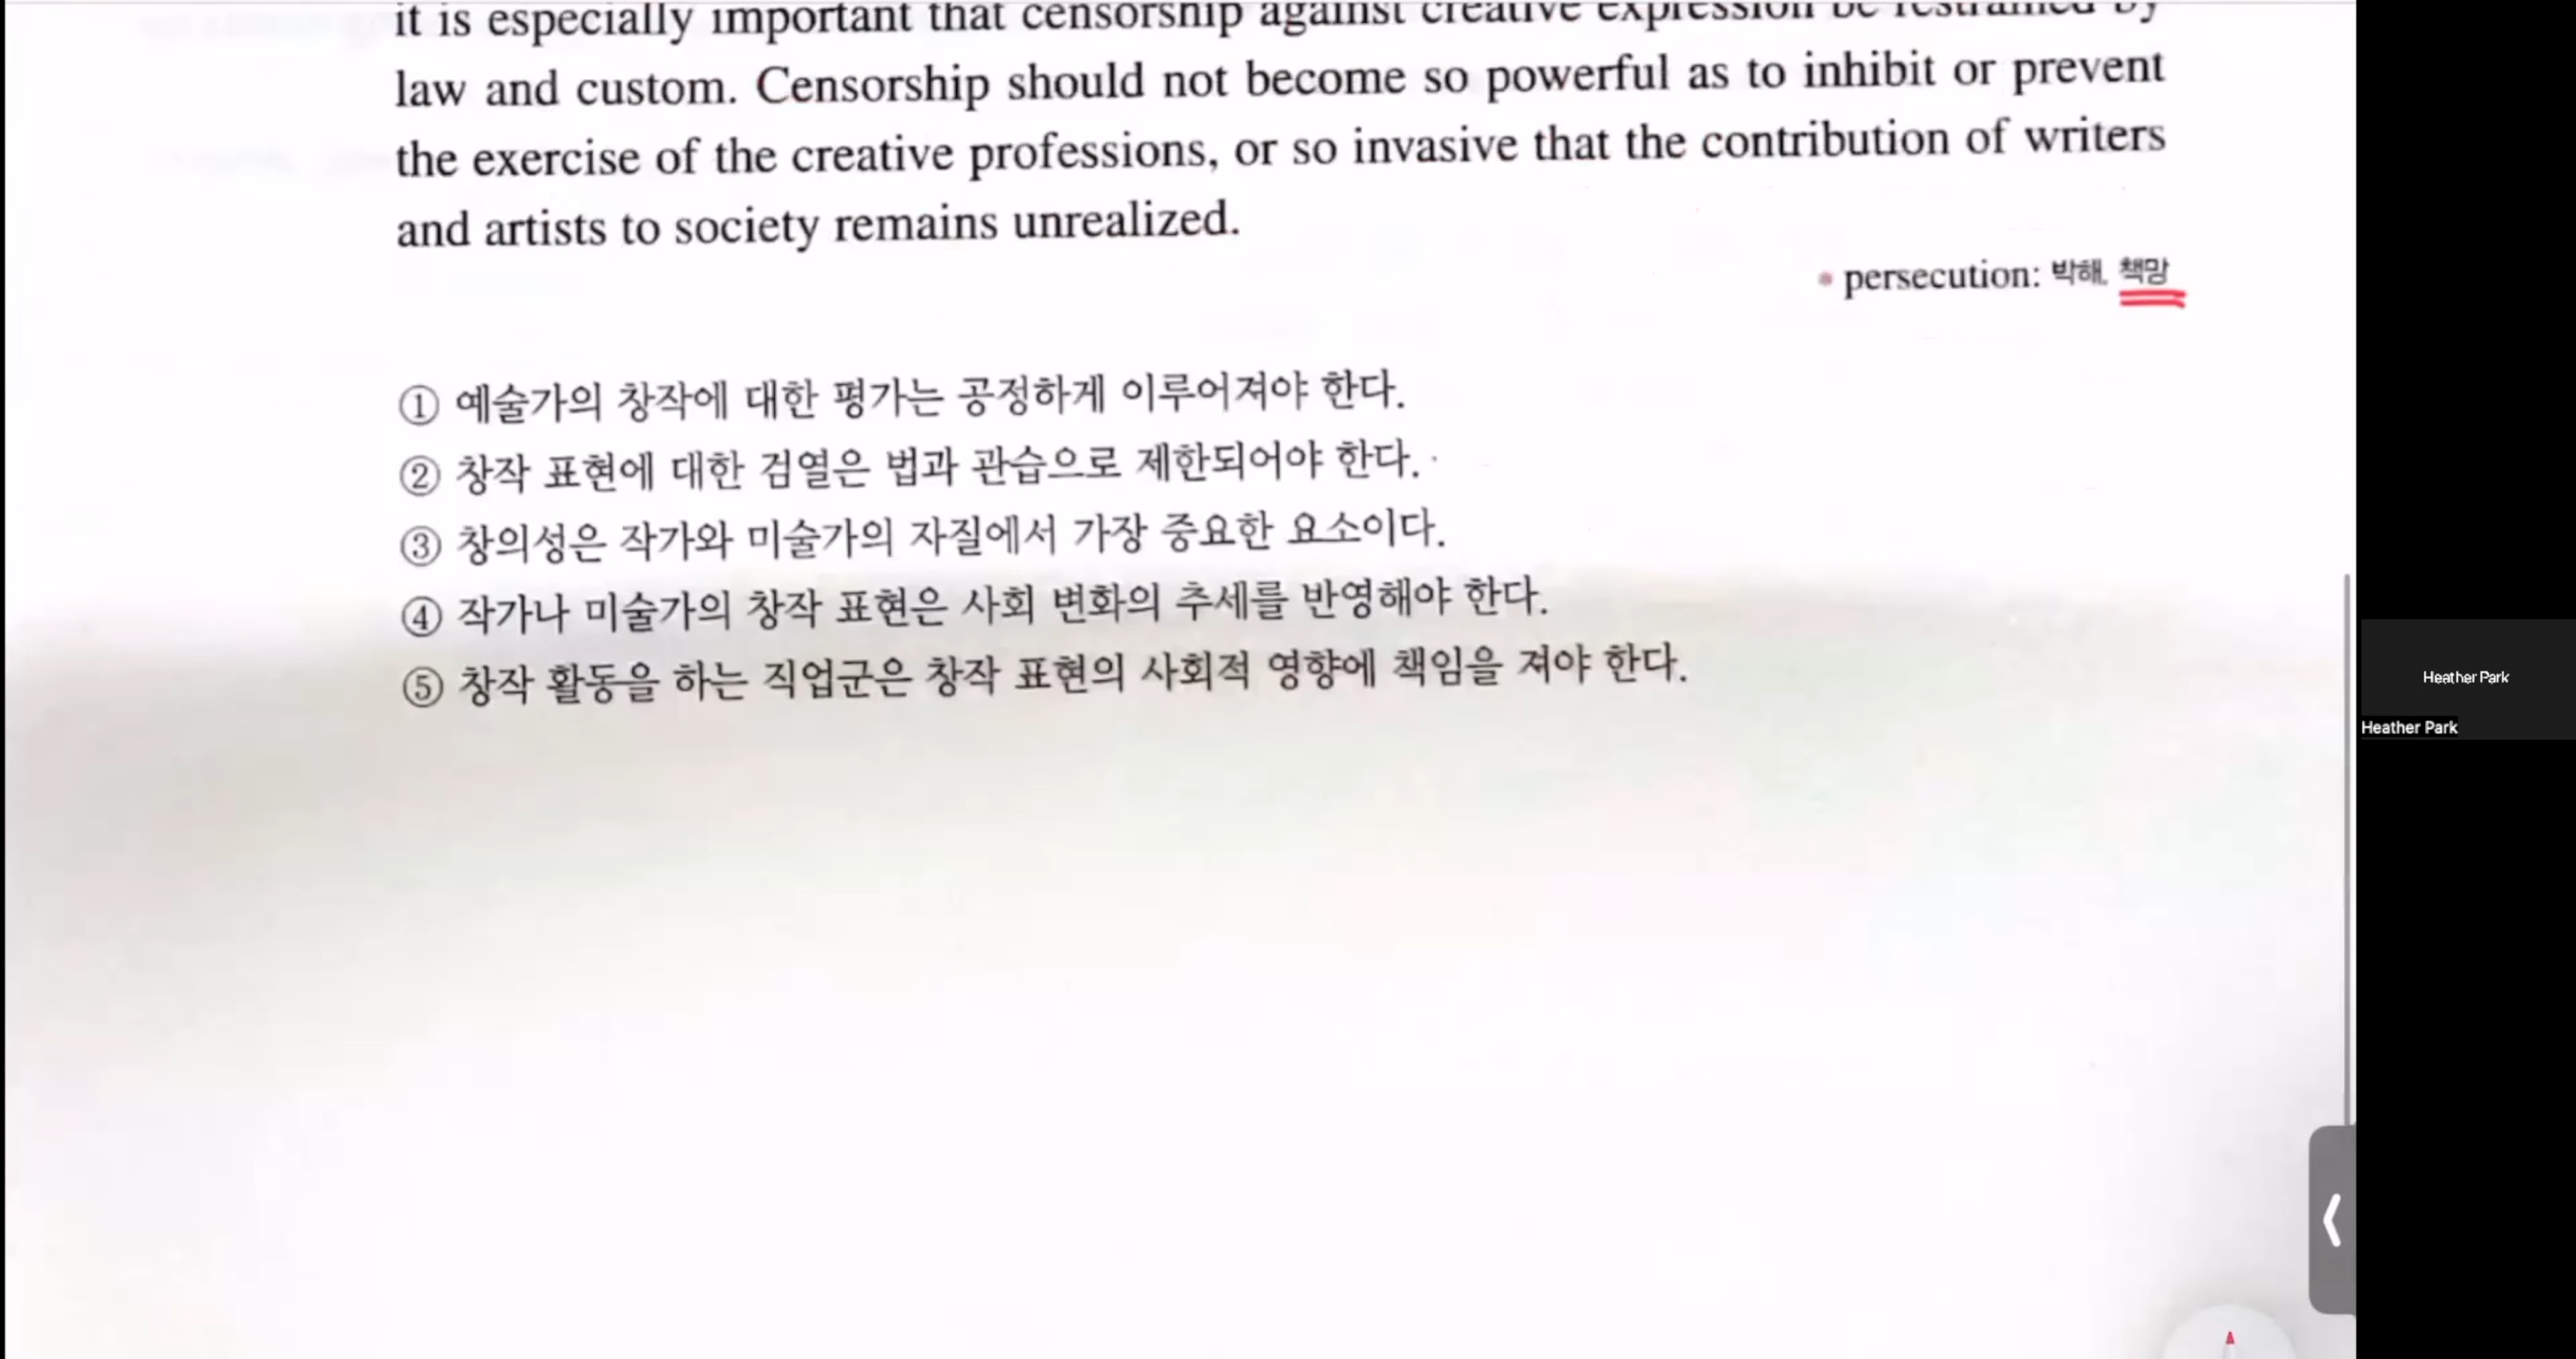 it is especially important that censorship against creative expression be restrained by
law and custom. Censorship should not become so powerful as to inhibit or prevent
the exercise of the creative professions, or so invasive that the contribution of writers
and artists to society remains unrealized.
* persecution: 박해, 책망
① 예술가의 창작에 대한 평가는 공정하게 이루어져야 한다.
② 창작 표현에 대한 검열은 법과 관습으로 제한되어야 한다.
③ 창의성은 작가와 미술가의 자질에서 가장 중요한 요소이다.
④ 작가나 미술가의 창작 표현은 사회 변화의 추세를 반영해야 한다.
⑤ 창작 활동을 하는 직업군은 창작 표현의 사회적 영향에 책임을 져야 한다.
Heather Park
Heather Park